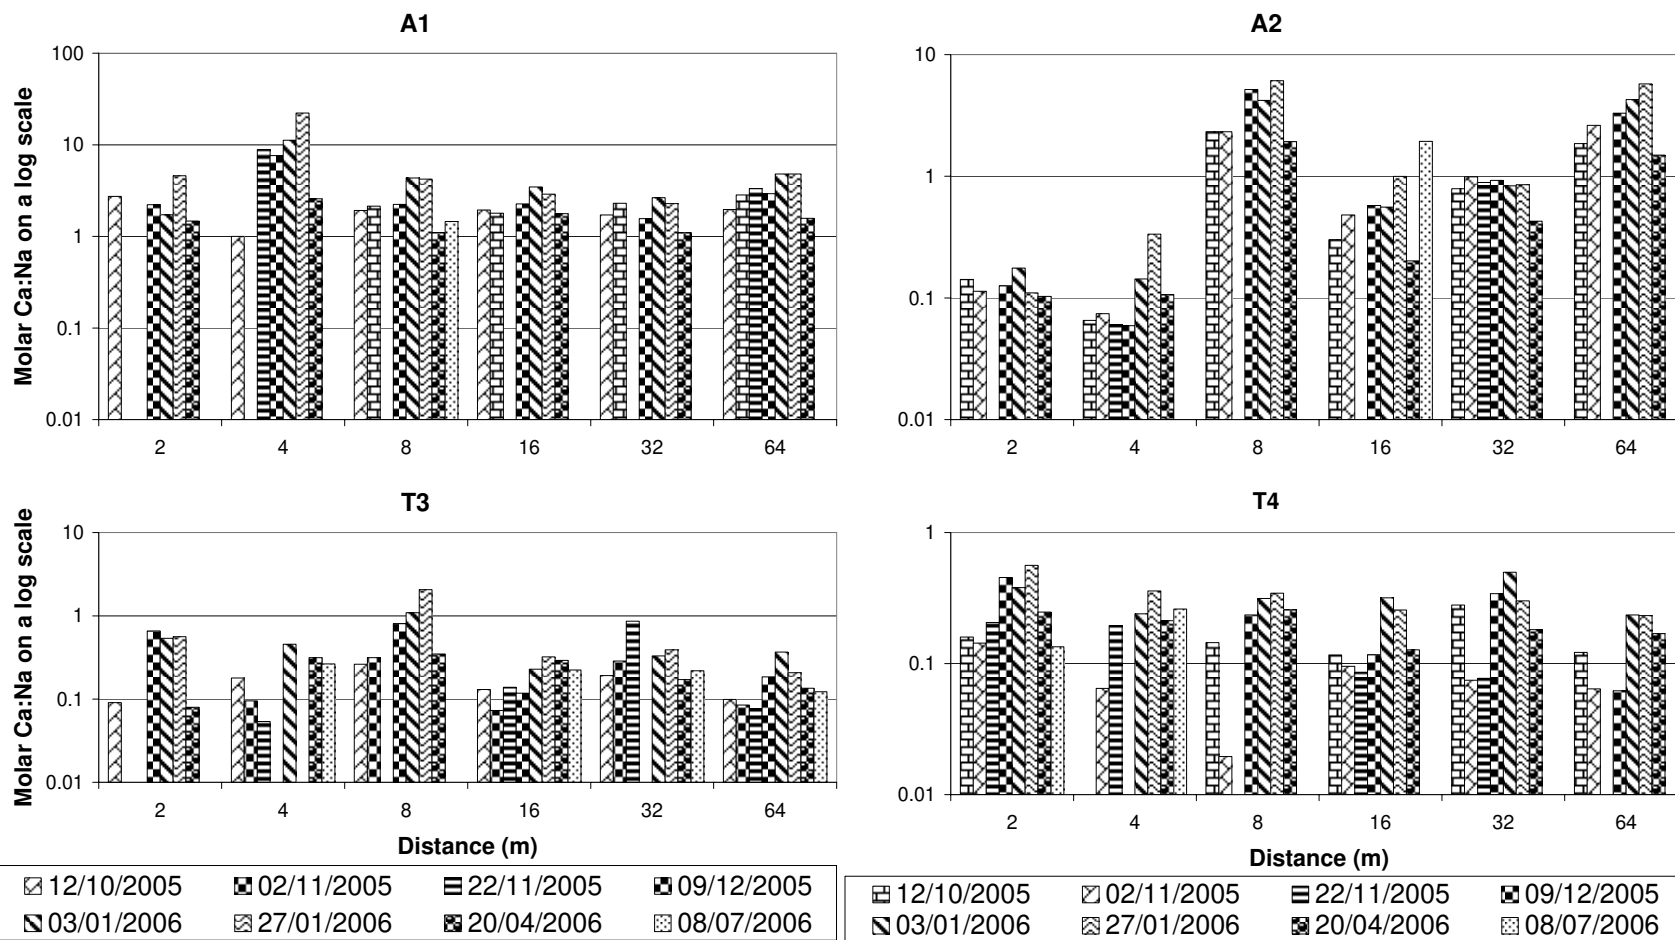 A1
Molar Ca:Na on a log scale
100
10
1
0.1
0.01
2 4 8 16 32 64
A2
10
1
0.1
0.01
2 4 8 16 32 64
T3
Molar Ca:Na on a log scale
10
1
0.1
0.01
2 4 8 16 32 64
Distance (m)
T4
1
0.1
0.01
2 4 8 16 32 64
Distance (m)
12/10/2005 02/11/2005 22/11/2005 09/12/2005
03/01/2006 27/01/2006 20/04/2006 08/07/2006
12/10/2005 02/11/2005 22/11/2005 09/12/2005
03/01/2006 27/01/2006 20/04/2006 08/07/2006